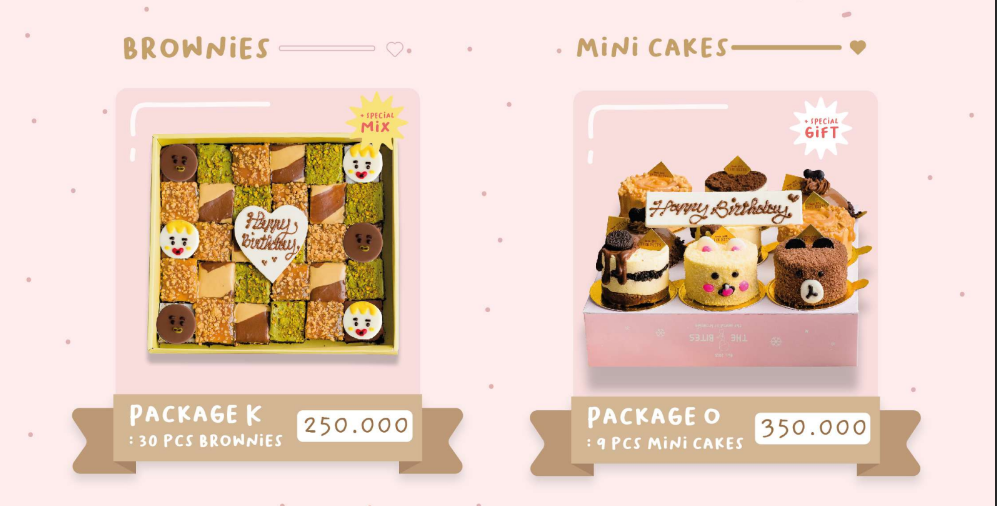 BROWNiES
+ SPECiAL
MiX
Happy
Birthday
PACKAGE K
: 30 PCS BROWNiES
250.000
MiNi CAKES
+ SPECiAL
GiFT
Happy Birthday
THE BITES
PACKAGE O
: 9 PCS MiNi CAKES
350.000